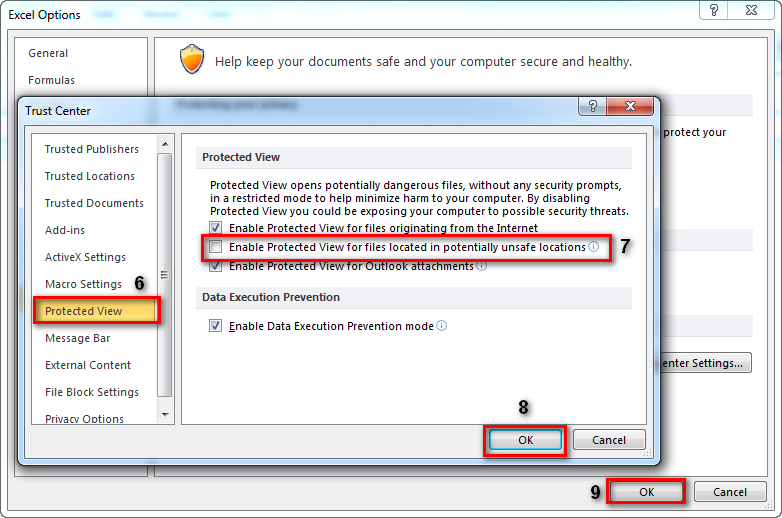 Excel Options
General
Formulas
Help keep your documents safe and your computer secure and healthy.
protect your
enter Settings...
Trust Center
Trusted Publishers
Trusted Locations
Trusted Documents
Add-ins
ActiveX Settings
Macro Settings
6
Protected View
Message Bar
External Content
File Block Settings
Privacy Options
Protected View
Protected View opens potentially dangerous files, without any security prompts,
in a restricted mode to help minimize harm to your computer. By disabling
Protected View you could be exposing your computer to possible security threats.
Enable Protected View for files originating from the Internet
Enable Protected View for files located in potentially unsafe locations
7
Enable Protected View for Outlook attachments
Data Execution Prevention
Enable Data Execution Prevention mode
8
OK
Cancel
9
OK
Cancel